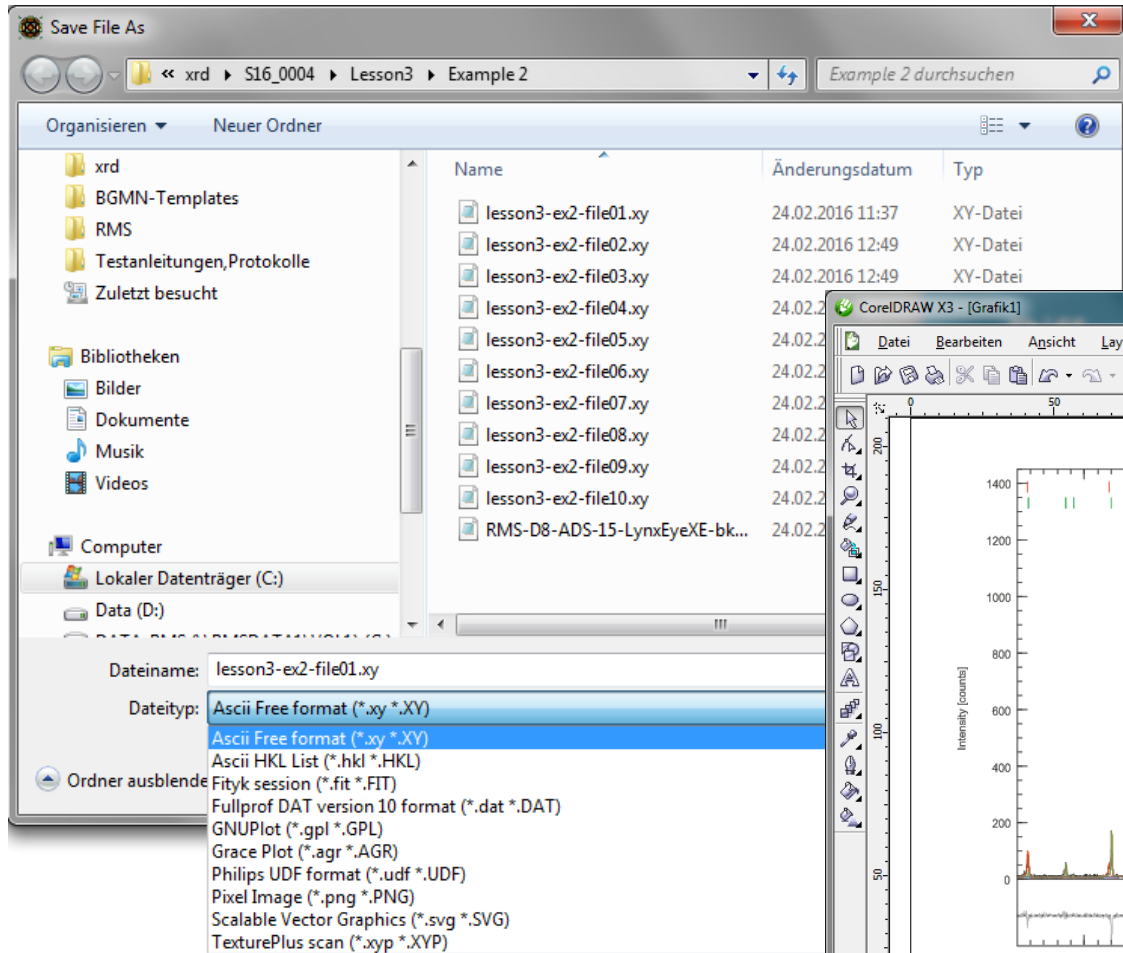 Save File As
« xrd ▸ S16_0004 ▸ Lesson3 ▸ Example 2
Example 2 durchsuchen
Organisieren
Neuer Ordner
xrd
BGMN-Templates
RMS
Testanleitungen,Protokolle
Zuletzt besucht
Bibliotheken
Bilder
Dokumente
Musik
Videos
Computer
Lokaler Datenträger (C:)
Data (D:)
Name Änderungsdatum Typ
lesson3-ex2-file01.xy 24.02.2016 11:37 XY-Datei
lesson3-ex2-file02.xy 24.02.2016 12:49 XY-Datei
lesson3-ex2-file03.xy 24.02.2016 12:49 XY-Datei
lesson3-ex2-file04.xy 24.02.2
lesson3-ex2-file05.xy 24.02.2
lesson3-ex2-file06.xy 24.02.2
lesson3-ex2-file07.xy 24.02.2
lesson3-ex2-file08.xy 24.02.2
lesson3-ex2-file09.xy 24.02.2
lesson3-ex2-file10.xy 24.02.2
RMS-D8-ADS-15-LynxEyeXE-bk... 24.02.2
Dateiname: lesson3-ex2-file01.xy
Dateityp: Ascii Free format (*.xy *.XY)
Ascii Free format (*.xy *.XY)
Ascii HKL List (*.hkl *.HKL)
Fityk session (*.fit *.FIT)
Fullprof DAT version 10 format (*.dat *.DAT)
GNUPlot (*.gpl *.GPL)
Grace Plot (*.agr *.AGR)
Philips UDF format (*.udf *.UDF)
Pixel Image (*.png *.PNG)
Scalable Vector Graphics (*.svg *.SVG)
TexturePlus scan (*.xyp *.XYP)
Ordner ausblende
CorelDRAW X3 - [Grafik1]
Datei Bearbeiten Ansicht Lay
0 50
200
150
100
50
1400
1200
1000
800
600
400
200
0
Intensity [counts]